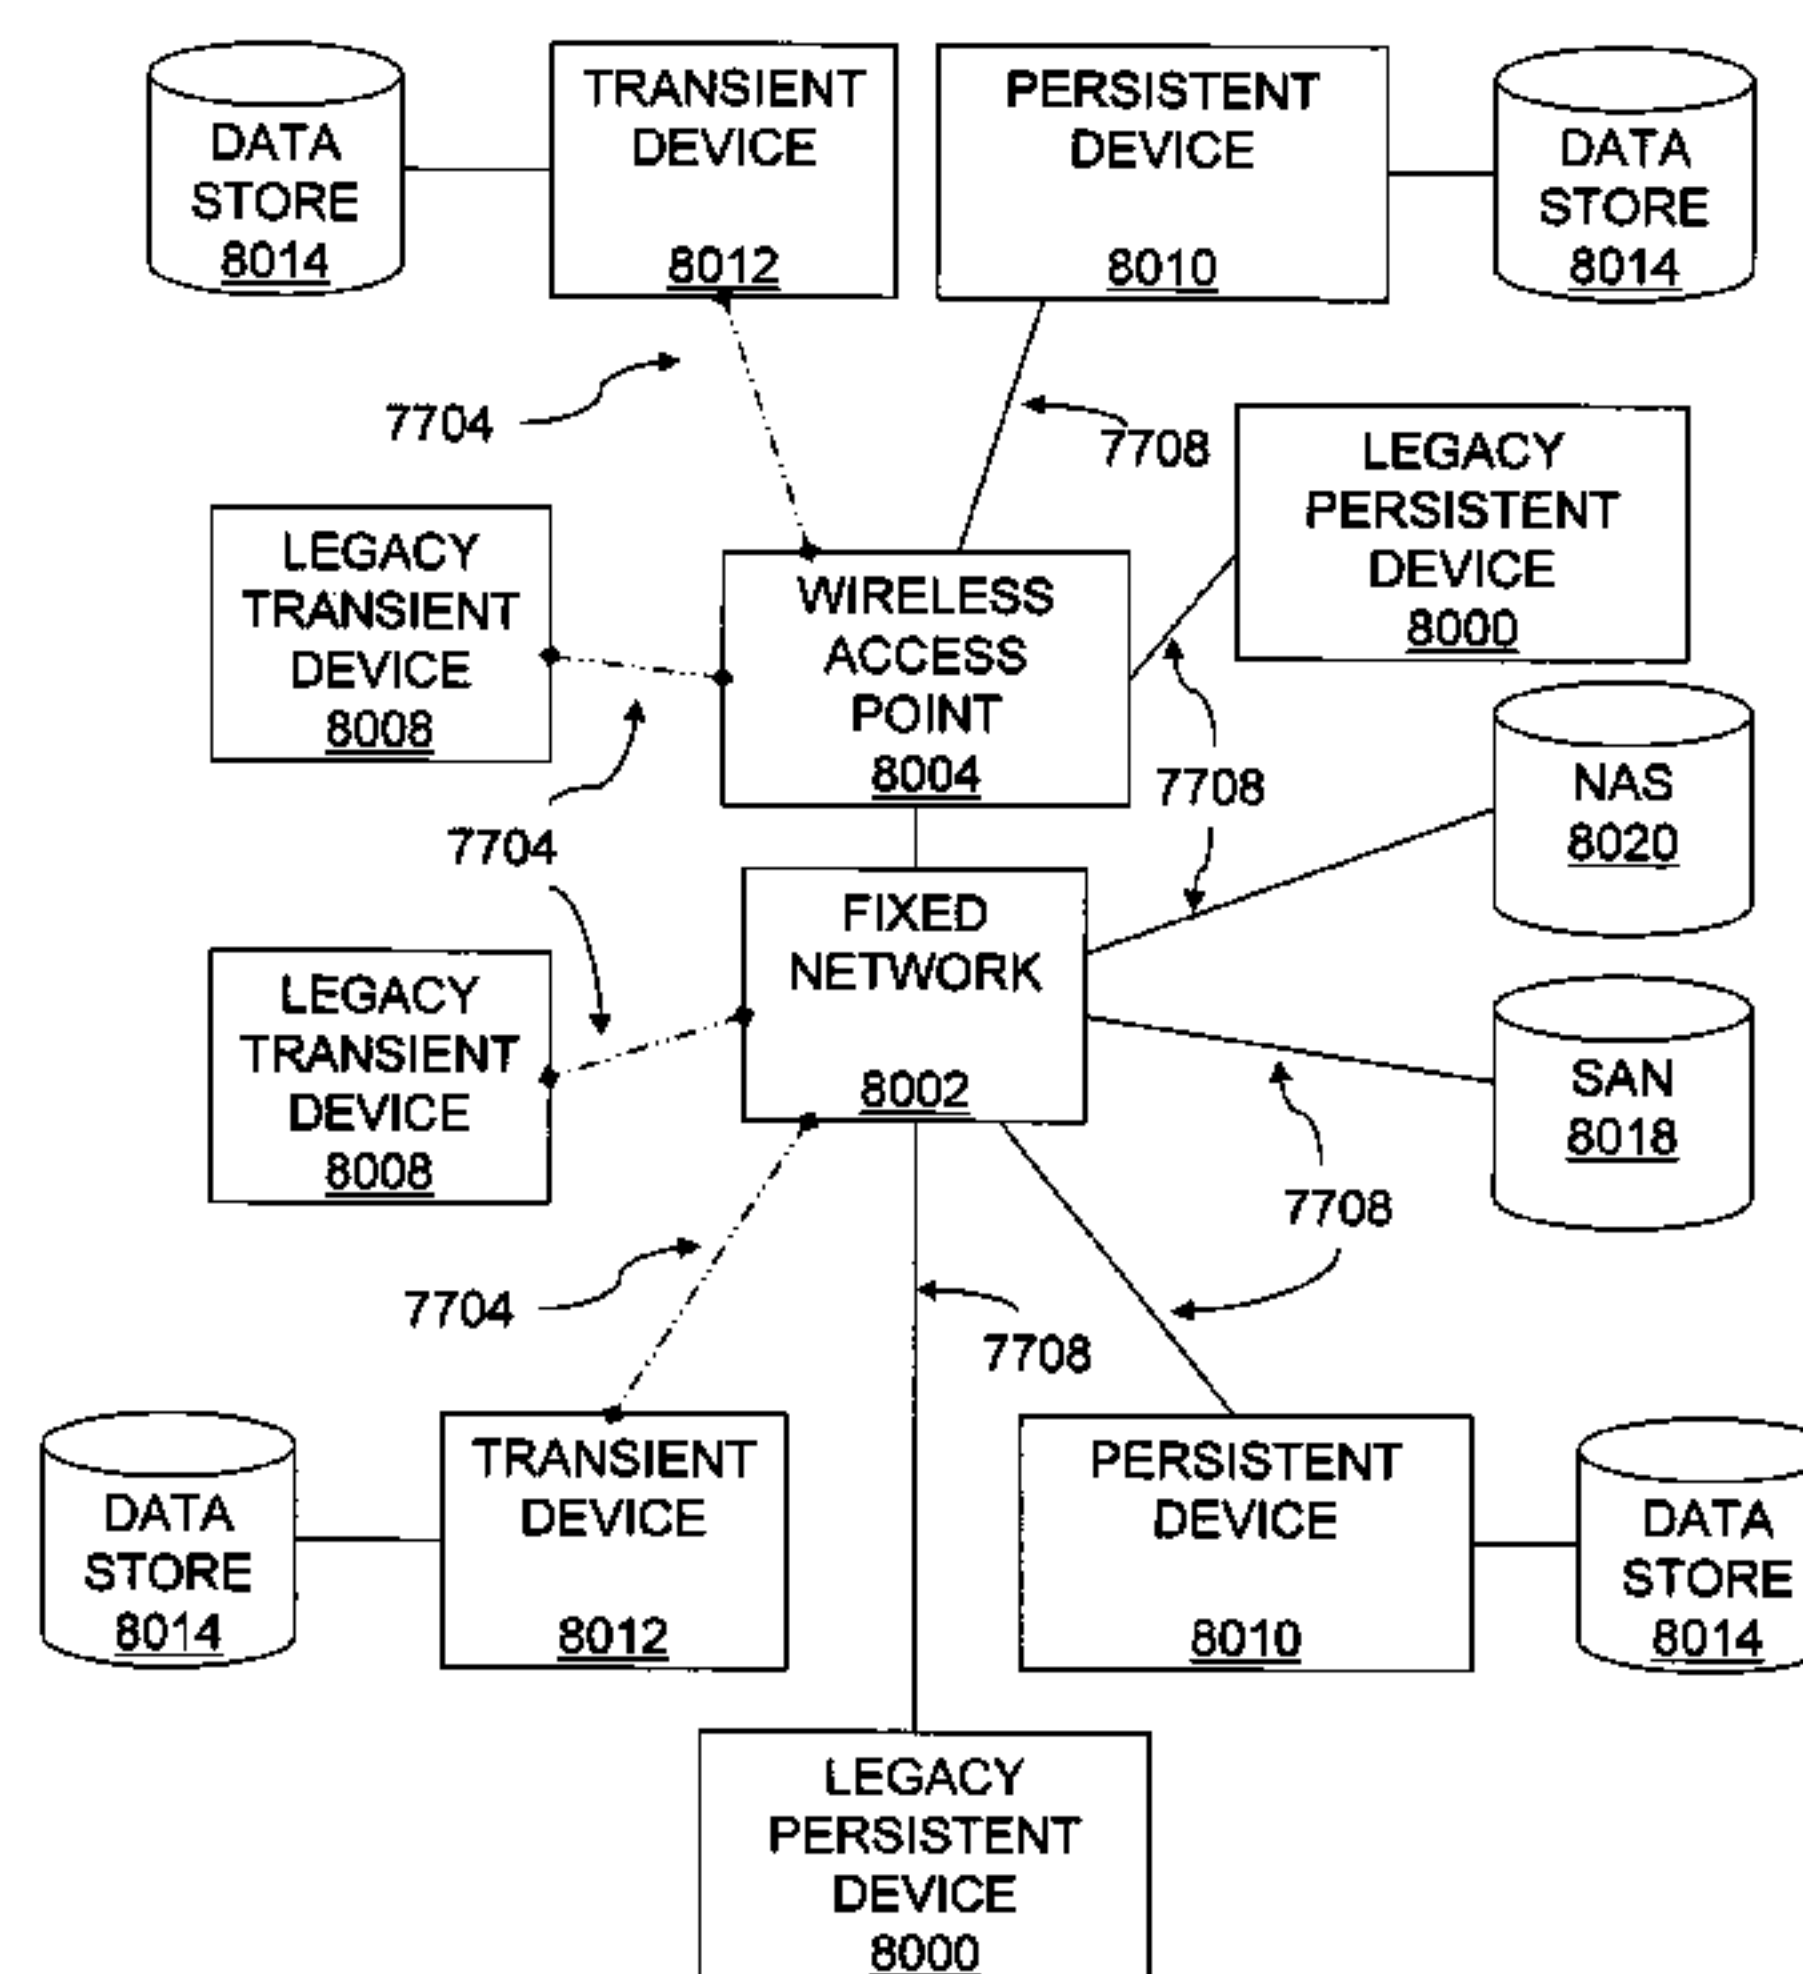 DATA
STORE
8014
TRANSIENT
DEVICE
8012
PERSISTENT
DEVICE
8010
DATA
STORE
8014
7704
7708
LEGACY
PERSISTENT
DEVICE
8000
LEGACY
TRANSIENT
DEVICE
8008
WIRELESS
ACCESS
POINT
8004
7708
NAS
8020
7704
FIXED
NETWORK
8002
LEGACY
TRANSIENT
DEVICE
8008
SAN
8018
7708
7704
7708
DATA
STORE
8014
TRANSIENT
DEVICE
8012
PERSISTENT
DEVICE
8010
DATA
STORE
8014
LEGACY
PERSISTENT
DEVICE
8000